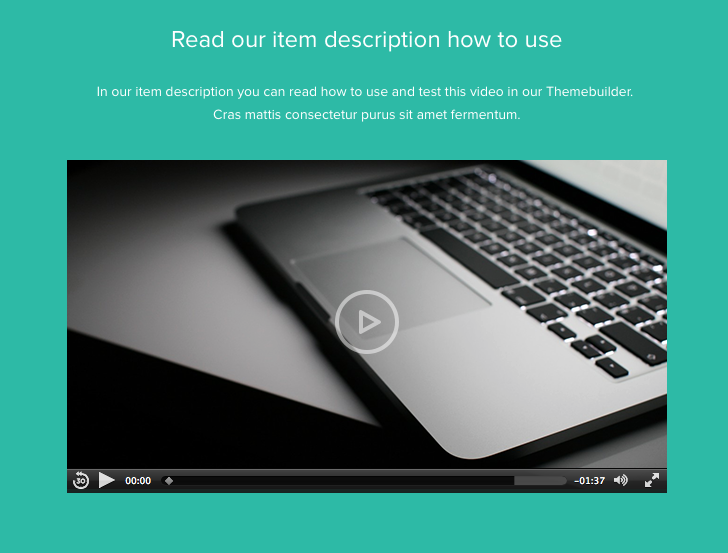 Read our item description how to use
In our item description you can read how to use and test this video in our Themebuilder.
Cras mattis consectetur purus sit amet fermentum.
30 00:00 -01:37